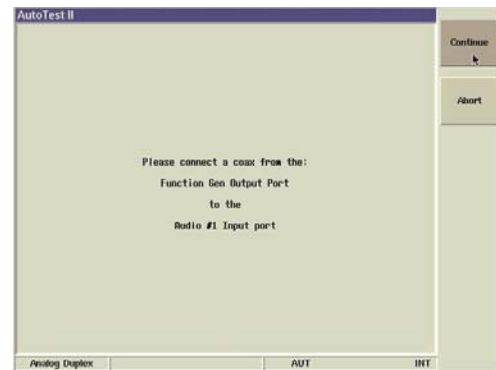 AutoTest II
Continue
Abort
Please connect a coax from the:
Function Gen Output Port
to the
Audio #1 Input port
Analog Duplex
AUT
INT